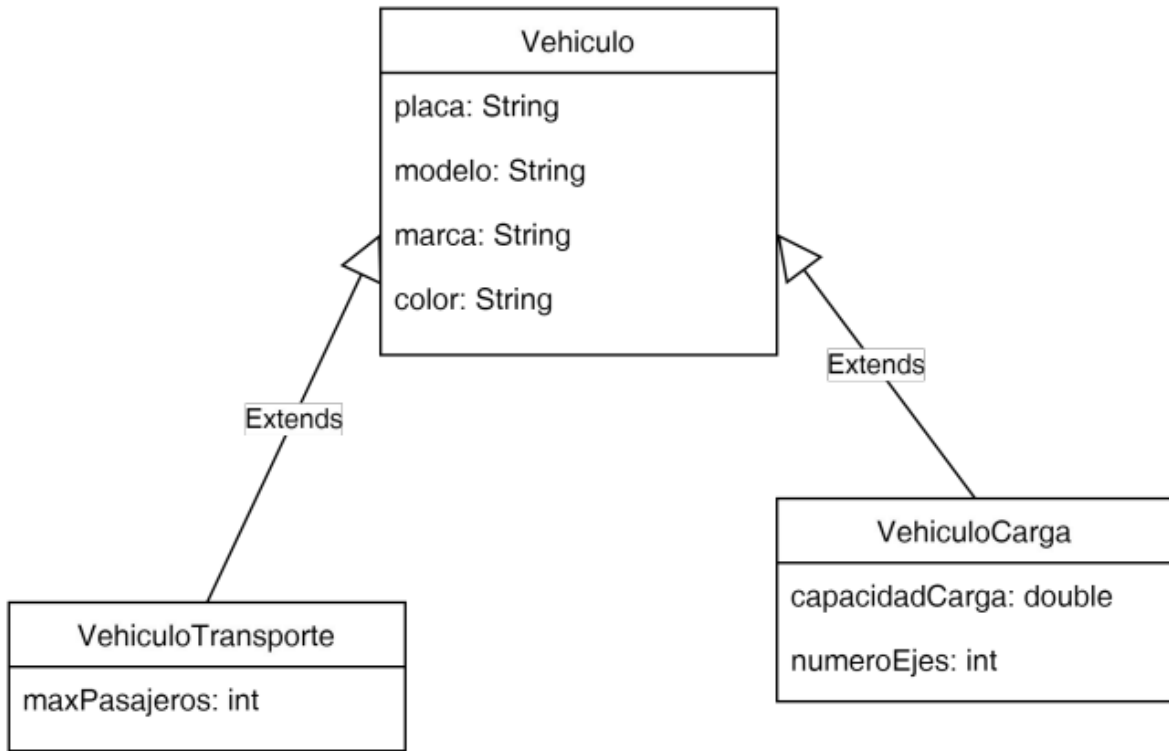 Vehiculo
placa: String
modelo: String
marca: String
color: String
Extends
Extends
VehiculoTransporte
maxPasajeros: int
VehiculoCarga
capacidadCarga: double
numeroEjes: int